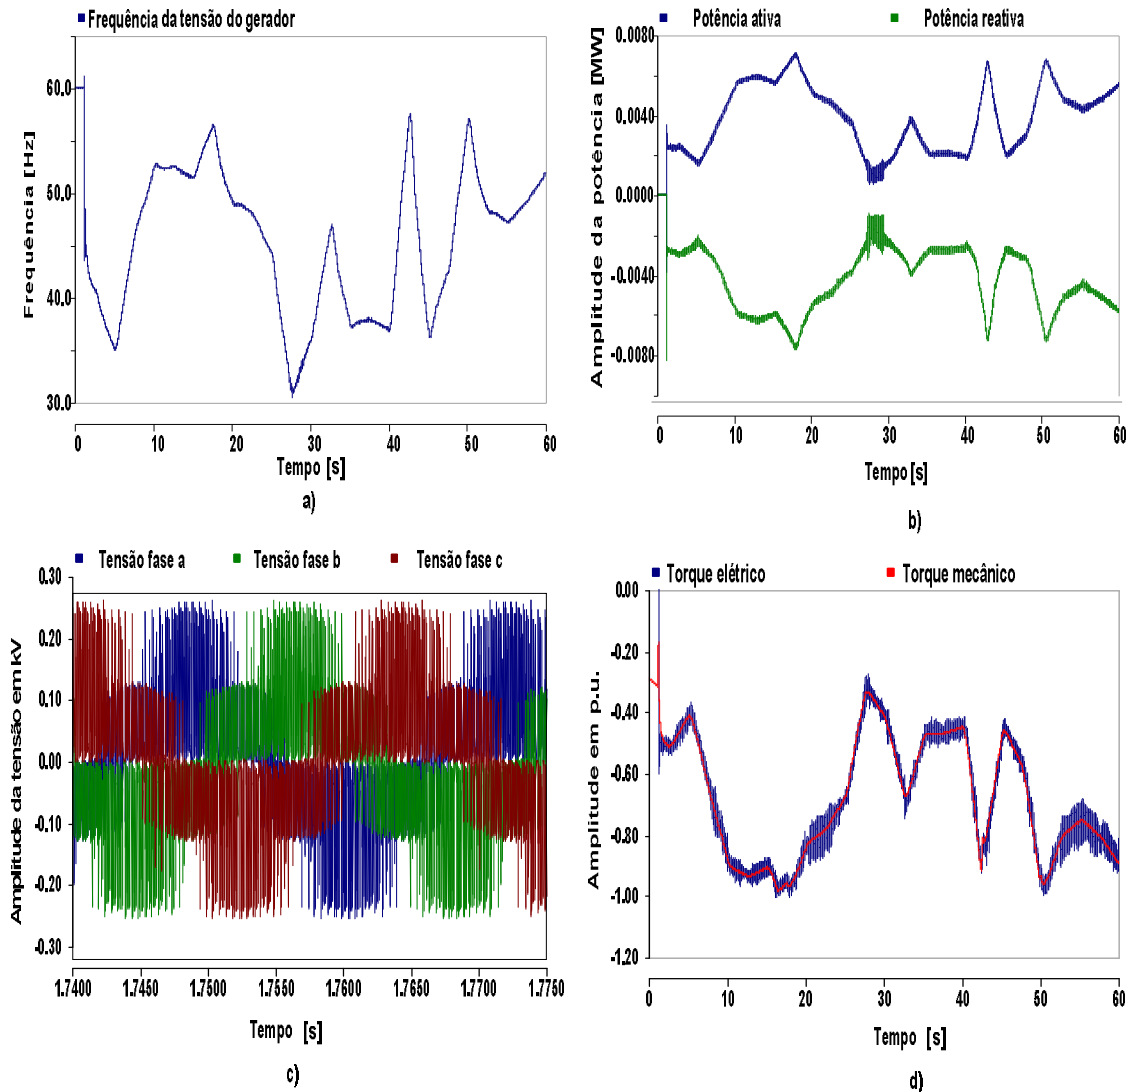 Frequência da tensão do gerador
Frequência [Hz]
60.0
50.0
40.0
30.0
0 10 20 30 40 50 60
Tempo [s]
a)
Potência ativa Potência reativa
Amplitude da potência [MW]
0.0080
0.0040
0.0000
-0.0040
-0.0080
0 10 20 30 40 50 60
Tempo [s]
b)
Tensão fase a Tensão fase b Tensão fase c
Amplitude da tensão em kV
0.30
0.20
0.10
0.00
-0.10
-0.20
-0.30
1.7400 1.7450 1.7500 1.7550 1.7600 1.7650 1.7700 1.7750
Tempo [s]
c)
Torque elétrico Torque mecânico
Amplitude em p.u.
0.00
-0.20
-0.40
-0.60
-0.80
-1.00
-1.20
0 10 20 30 40 50 60
Tempo [s]
d)